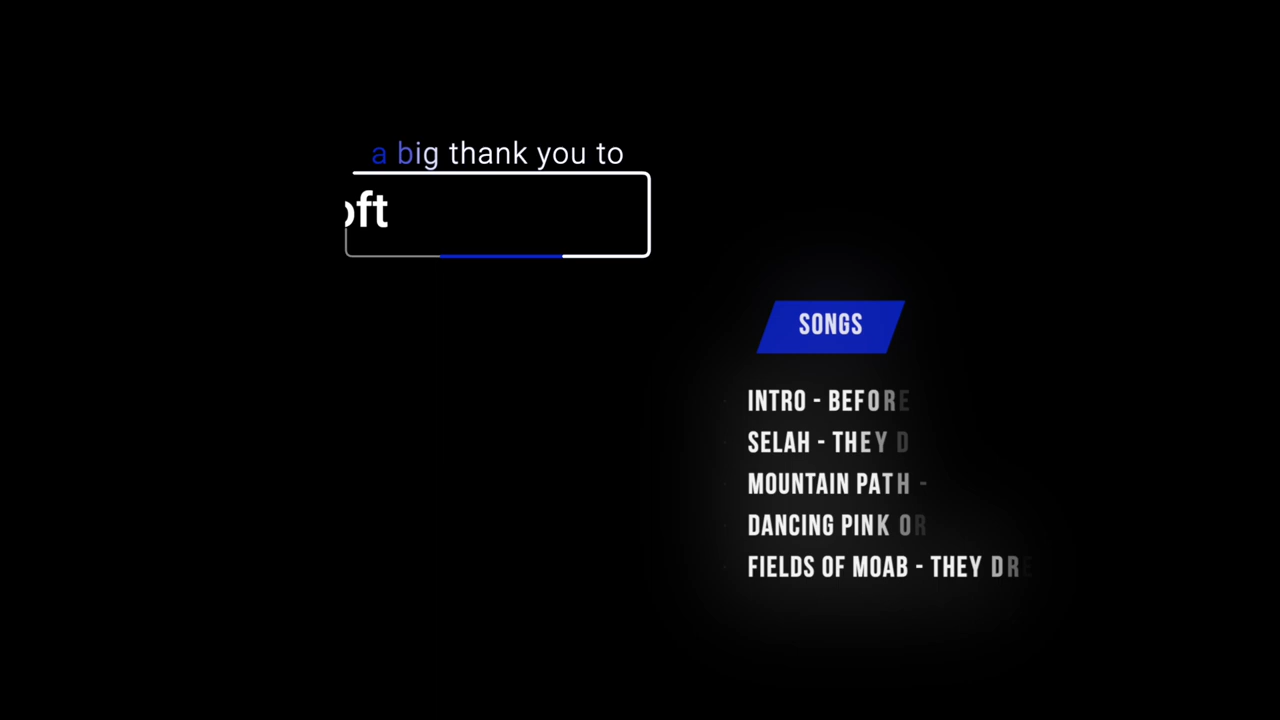 a big thank you to
oft
SONGS
INTRO - BEFORE
SELAH - THEY D
MOUNTAIN PATH -
DANCING PINK OR
FIELDS OF MOAB - THEY DRE